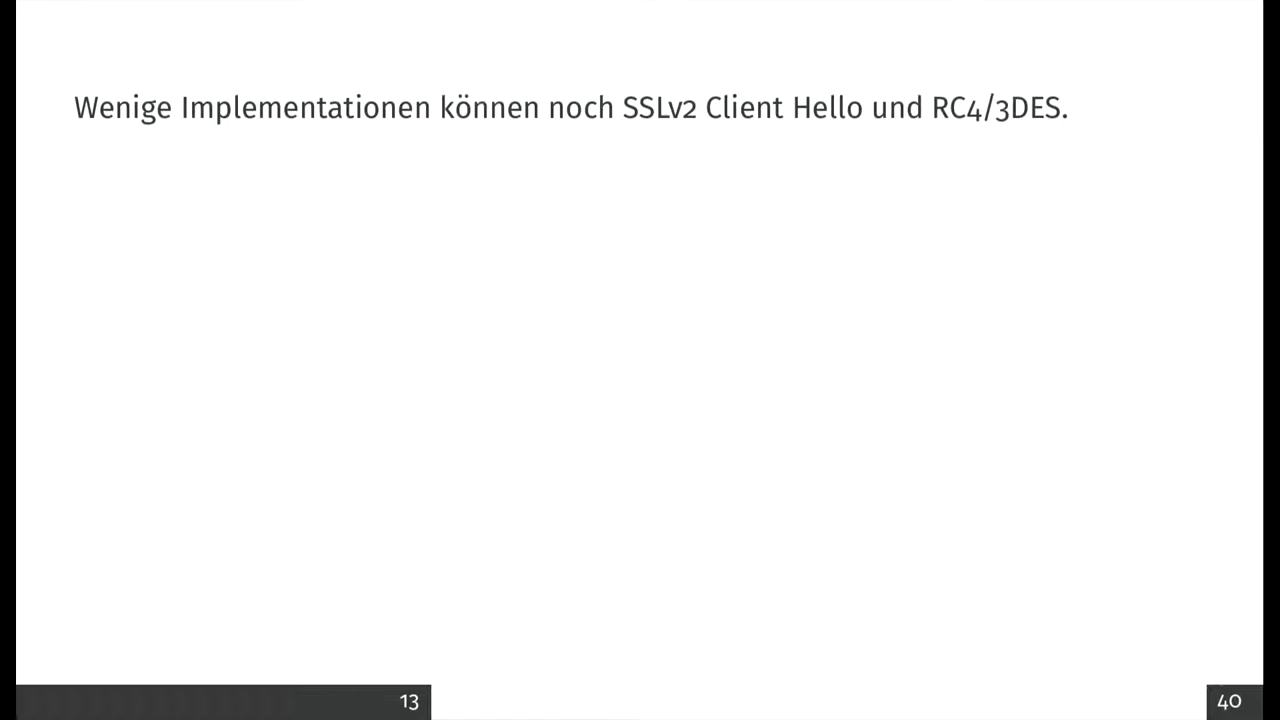 Wenige Implementationen können noch SSLv2 Client Hello und RC4/3DES.
13
40